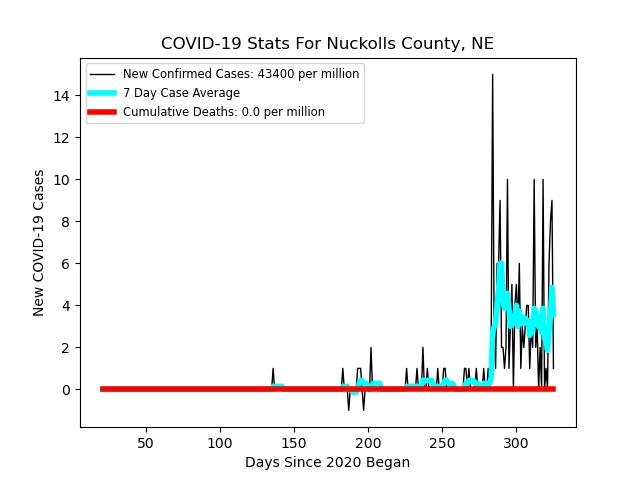 COVID-19 Stats For Nuckolls County, NE
New Confirmed Cases: 43400 per million
7 Day Case Average
Cumulative Deaths: 0.0 per million
New COVID-19 Cases
14
12
10
8
6
4
2
0
50 100 150 200 250 300
Days Since 2020 Began